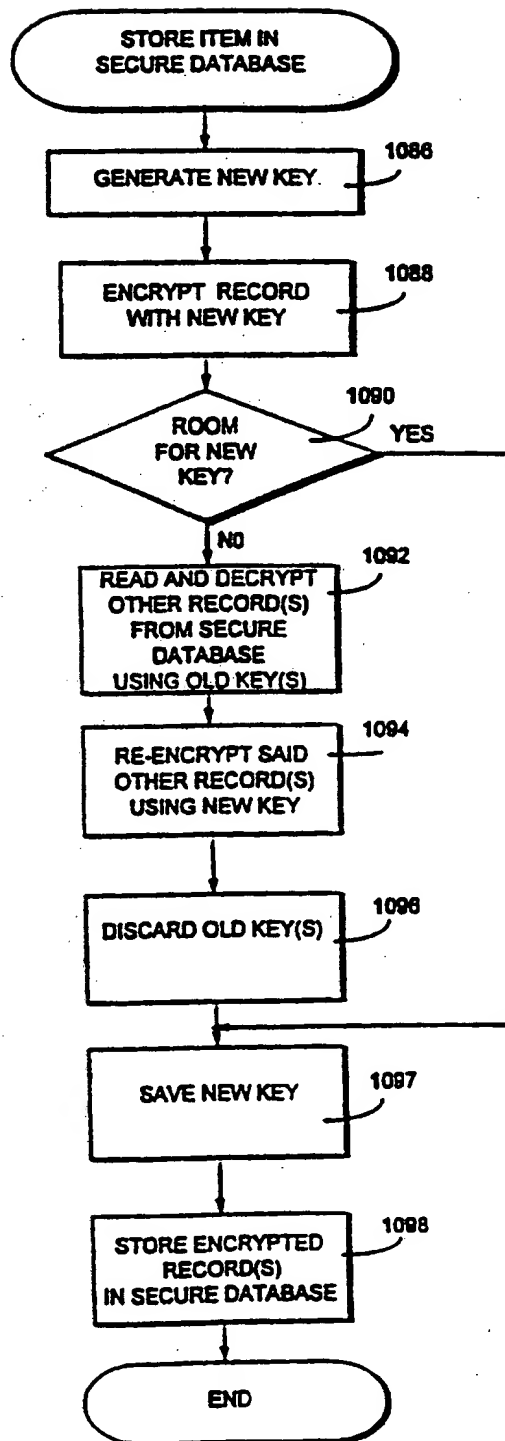 STORE ITEM IN
SECURE DATABASE
1086
GENERATE NEW KEY
1088
ENCRYPT RECORD
WITH NEW KEY
1090
ROOM
FOR NEW
KEY?
YES
NO
1092
READ AND DECRYPT
OTHER RECORD(S)
FROM SECURE
DATABASE
USING OLD KEY(S)
1094
RE-ENCRYPT SAID
OTHER RECORD(S)
USING NEW KEY
1096
DISCARD OLD KEY(S)
SAVE NEW KEY
1097
1098
STORE ENCRYPTED
RECORD(S)
IN SECURE DATABASE
END